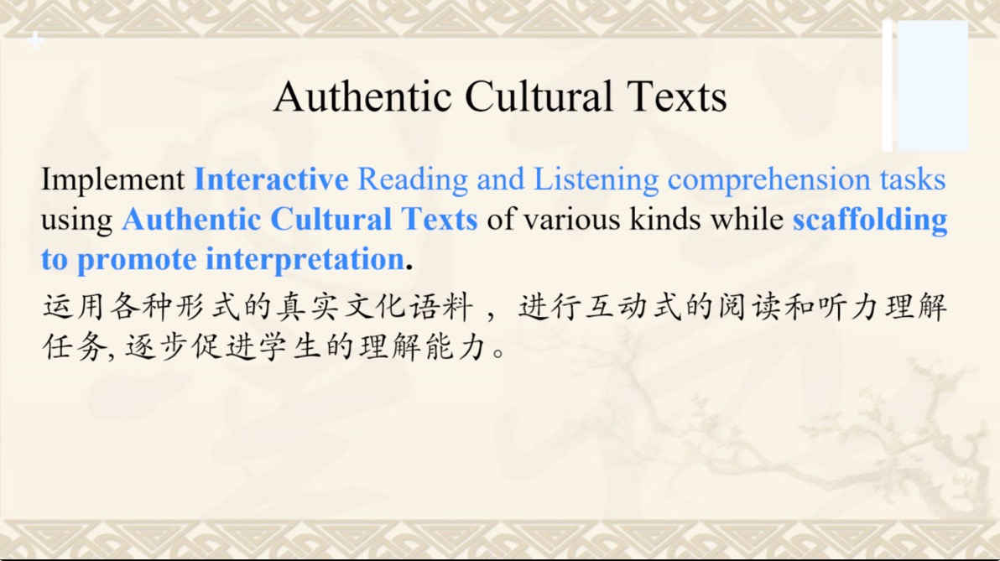 Authentic Cultural Texts
Implement Interactive Reading and Listening comprehension tasks
using Authentic Cultural Texts of various kinds while scaffolding
to promote interpretation.
运用各种形式的真实文化语料，进行互动式的阅读和听力理解
任务, 逐步促进学生的理解能力。